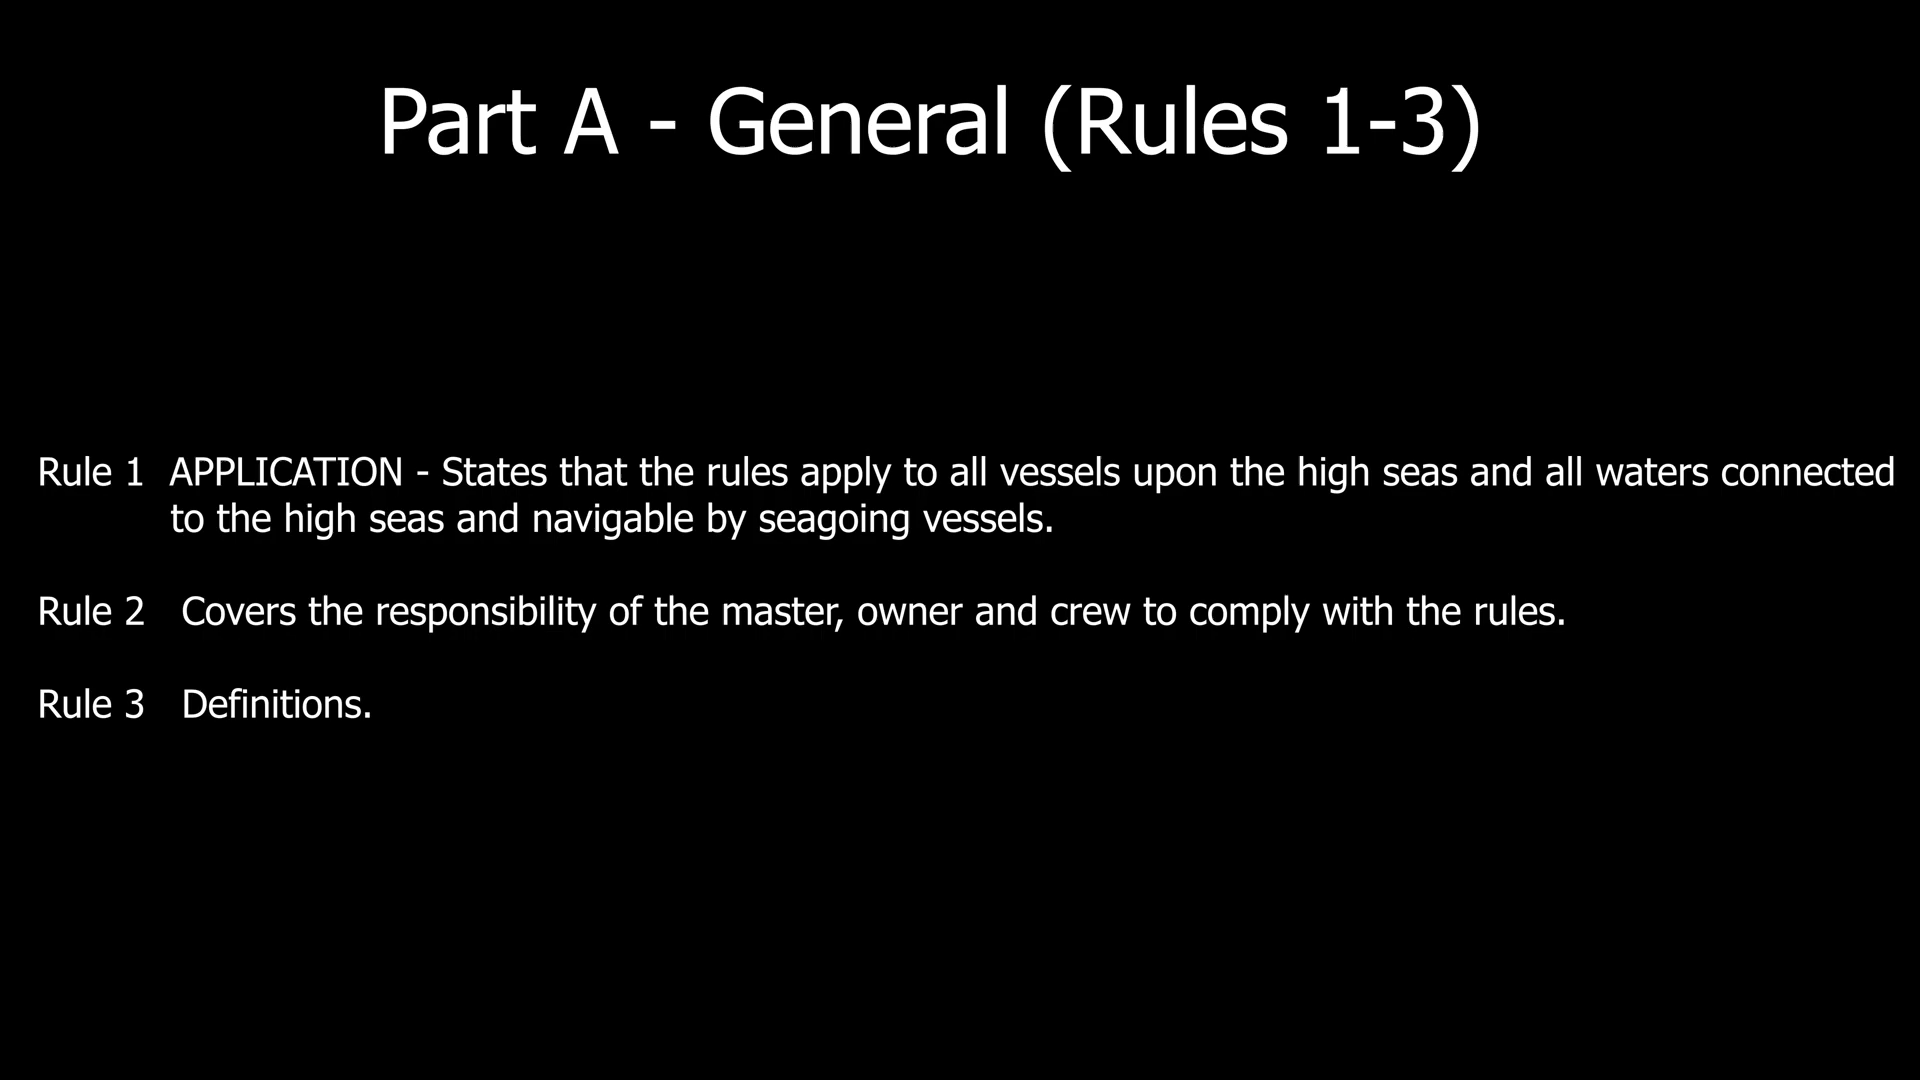 Part A - General (Rules 1-3)
Rule 1 APPLICATION - States that the rules apply to all vessels upon the high seas and all waters connected
to the high seas and navigable by seagoing vessels.
Rule 2 Covers the responsibility of the master, owner and crew to comply with the rules.
Rule 3 Definitions.